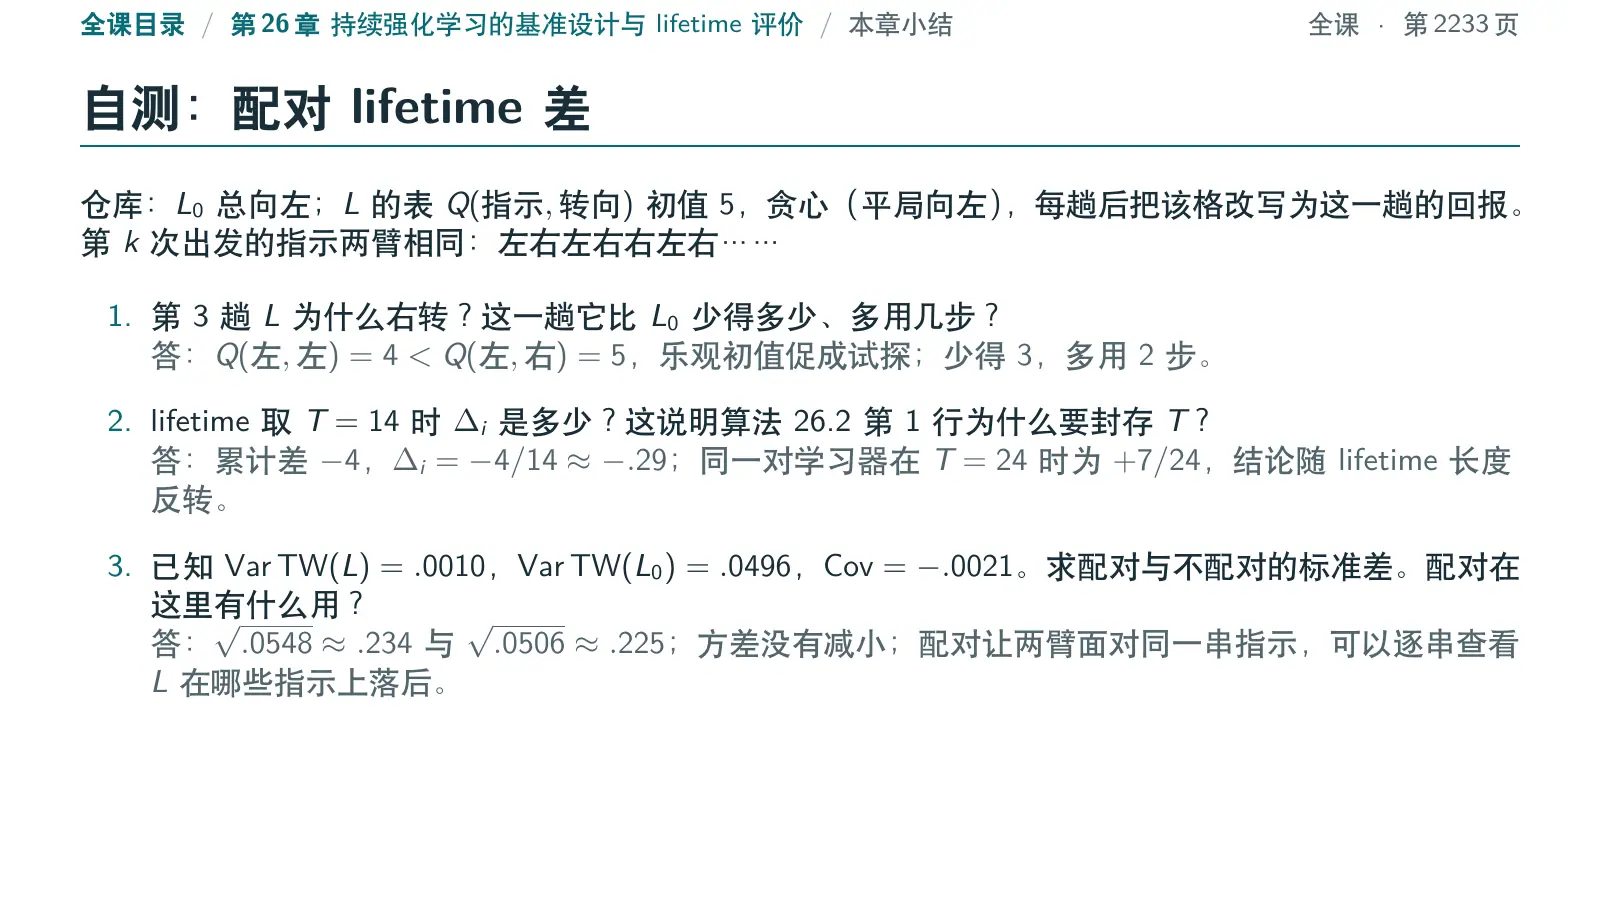 全课目录 / 第 26 章 持续强化学习的基准设计与 lifetime 评价 / 本章小结 全课 · 第 2233 页
自测：配对 lifetime 差
仓库：L₀ 总向左；L 的表 Q(指示, 转向) 初值 5，贪心（平局向左），每趟后把该格改写为这一趟的回报。
第 k 次出发的指示两臂相同：左右左右右左右⋯⋯
1. 第 3 趟 L 为什么右转？这一趟它比 L₀ 少得多少、多用几步？
答：Q(左, 左) = 4 < Q(左, 右) = 5，乐观初值促成试探；少得 3，多用 2 步。
2. lifetime 取 T = 14 时 Δᵢ 是多少？这说明算法 26.2 第 1 行为什么要封存 T？
答：累计差 −4，Δᵢ = −4/14 ≈ −.29；同一对学习器在 T = 24 时为 +7/24，结论随 lifetime 长度
反转。
3. 已知 Var TW(L) = .0010，Var TW(L₀) = .0496，Cov = −.0021。求配对与不配对的标准差。配对在
这里有什么用？
答：√.0548 ≈ .234 与 √.0506 ≈ .225；方差没有减小；配对让两臂面对同一串指示，可以逐串查看
L 在哪些指示上落后。